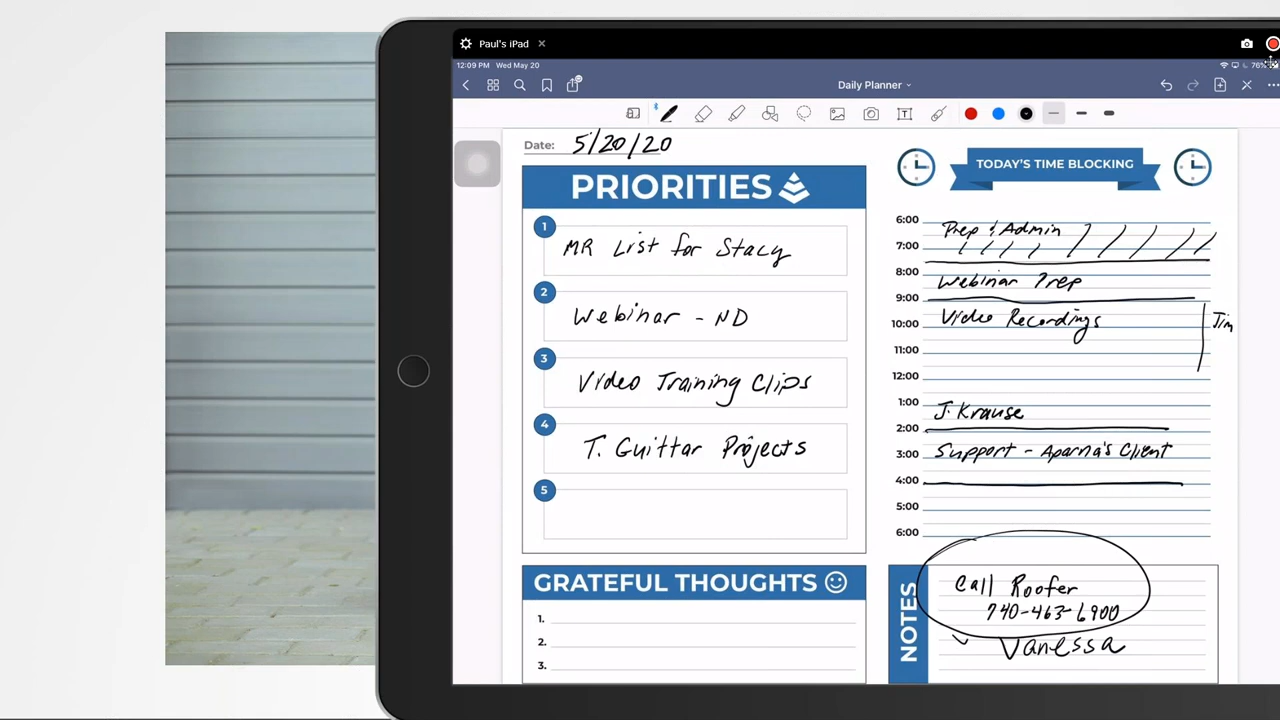 Paul's iPad
12:09 PM Wed May 20
76%
Daily Planner
Date: 5/20/20
PRIORITIES
1 MR List for Stacy
2 Webinar - ND
3 Video Training Clips
4 T. Guittar Projects
5
GRATEFUL THOUGHTS
1.
2.
3.
TODAY'S TIME BLOCKING
6:00 Prep & Admin
7:00
8:00 Webinar Prep
9:00
10:00 Video Recordings Jim
11:00
12:00
1:00 J. Krause
2:00
3:00 Support - Aparna's Client
4:00
5:00
6:00
NOTES
Call Roofer
740-463-6900
Vanessa